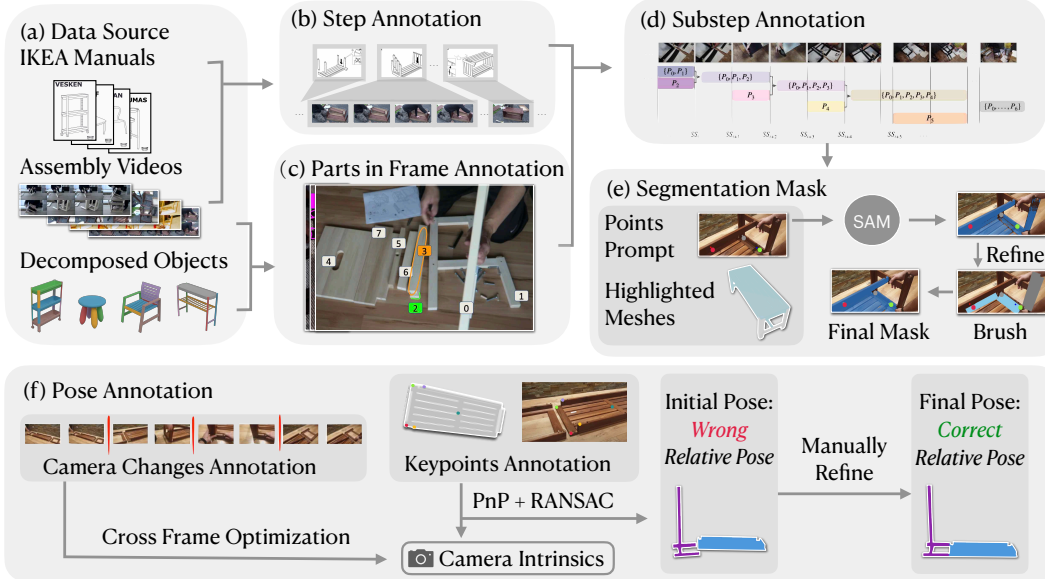 (a) Data Source
IKEA Manuals
VESKEN
UMAS
Assembly Videos
Decomposed Objects
(b) Step Annotation
...
...
(c) Parts in Frame Annotation
7
5
3
4
6
2
0
1
(d) Substep Annotation
{P₀, P₁}
P₂
{P₀, P₁, P₂}
P₃
{P₀, P₁, P₂, P₃}
P₄
{P₀, P₁, P₂, P₃, P₄}
P₅
{P₀, . . . , P₆}
(e) Segmentation Mask
Points
Prompt
Highlighted
Meshes
SAM
Refine
Brush
Final Mask
(f) Pose Annotation
Camera Changes Annotation
Keypoints Annotation
PnP + RANSAC
Cross Frame Optimization
Camera Intrinsics
Initial Pose:
Wrong
Relative Pose
Manually
Refine
Final Pose:
Correct
Relative Pose